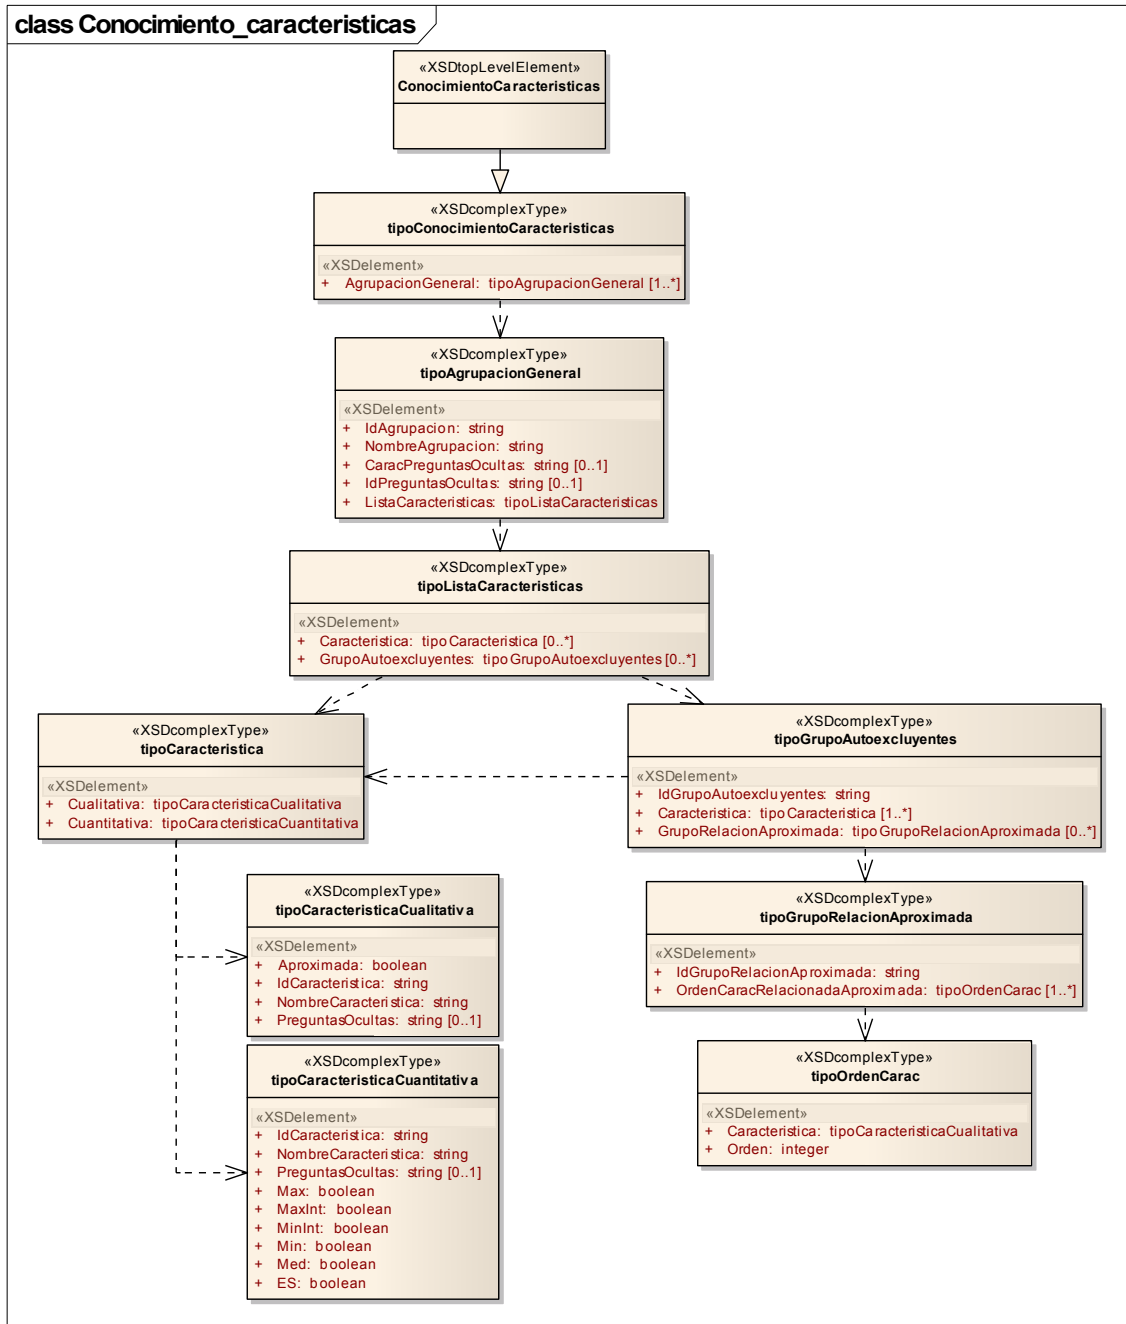 class Conocimiento_caracteristicas
«XSDtopLevelElement»
ConocimientoCaracteristicas
«XSDcomplexType»
tipoConocimientoCaracteristicas
«XSDelement»
+ AgrupacionGeneral: tipoAgrupacionGeneral [1..*]
«XSDcomplexType»
tipoAgrupacionGeneral
«XSDelement»
+ IdAgrupacion: string
+ NombreAgrupacion: string
+ CaracPreguntasOcultas: string [0..1]
+ IdPreguntasOcultas: string [0..1]
+ ListaCaracteristicas: tipoListaCaracteristicas
«XSDcomplexType»
tipoListaCaracteristicas
«XSDelement»
+ Caracteristica: tipoCaracteristica [0..*]
+ GrupoAutoexcluyentes: tipoGrupoAutoexcluyentes [0..*]
«XSDcomplexType»
tipoCaracteristica
«XSDelement»
+ Cualitativa: tipoCaracteristicaCualitativa
+ Cuantitativa: tipoCaracteristicaCuantitativa
«XSDcomplexType»
tipoGrupoAutoexcluyentes
«XSDelement»
+ IdGrupoAutoexcluyentes: string
+ Caracteristica: tipoCaracteristica [1..*]
+ GrupoRelacionAproximada: tipoGrupoRelacionAproximada [0..*]
«XSDcomplexType»
tipoCaracteristicaCualitativa
«XSDelement»
+ Aproximada: boolean
+ IdCaracteristica: string
+ NombreCaracteristica: string
+ PreguntasOcultas: string [0..1]
«XSDcomplexType»
tipoGrupoRelacionAproximada
«XSDelement»
+ IdGrupoRelacionAproximada: string
+ OrdenCaracRelacionadaAproximada: tipoOrdenCarac [1..*]
«XSDcomplexType»
tipoCaracteristicaCuantitativa
«XSDelement»
+ IdCaracteristica: string
+ NombreCaracteristica: string
+ PreguntasOcultas: string [0..1]
+ Max: boolean
+ MaxInt: boolean
+ MinInt: boolean
+ Min: boolean
+ Med: boolean
+ ES: boolean
«XSDcomplexType»
tipoOrdenCarac
«XSDelement»
+ Caracteristica: tipoCaracteristicaCualitativa
+ Orden: integer